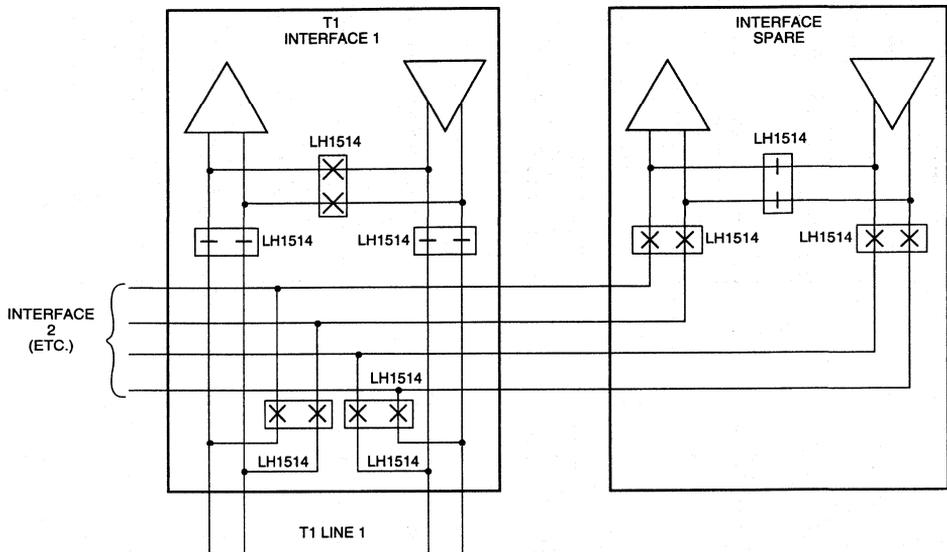 T1
INTERFACE 1
INTERFACE
SPARE
LH1514
LH1514
LH1514
LH1514
LH1514
LH1514
INTERFACE
2
(ETC.)
LH1514
LH1514
LH1514
T1 LINE 1